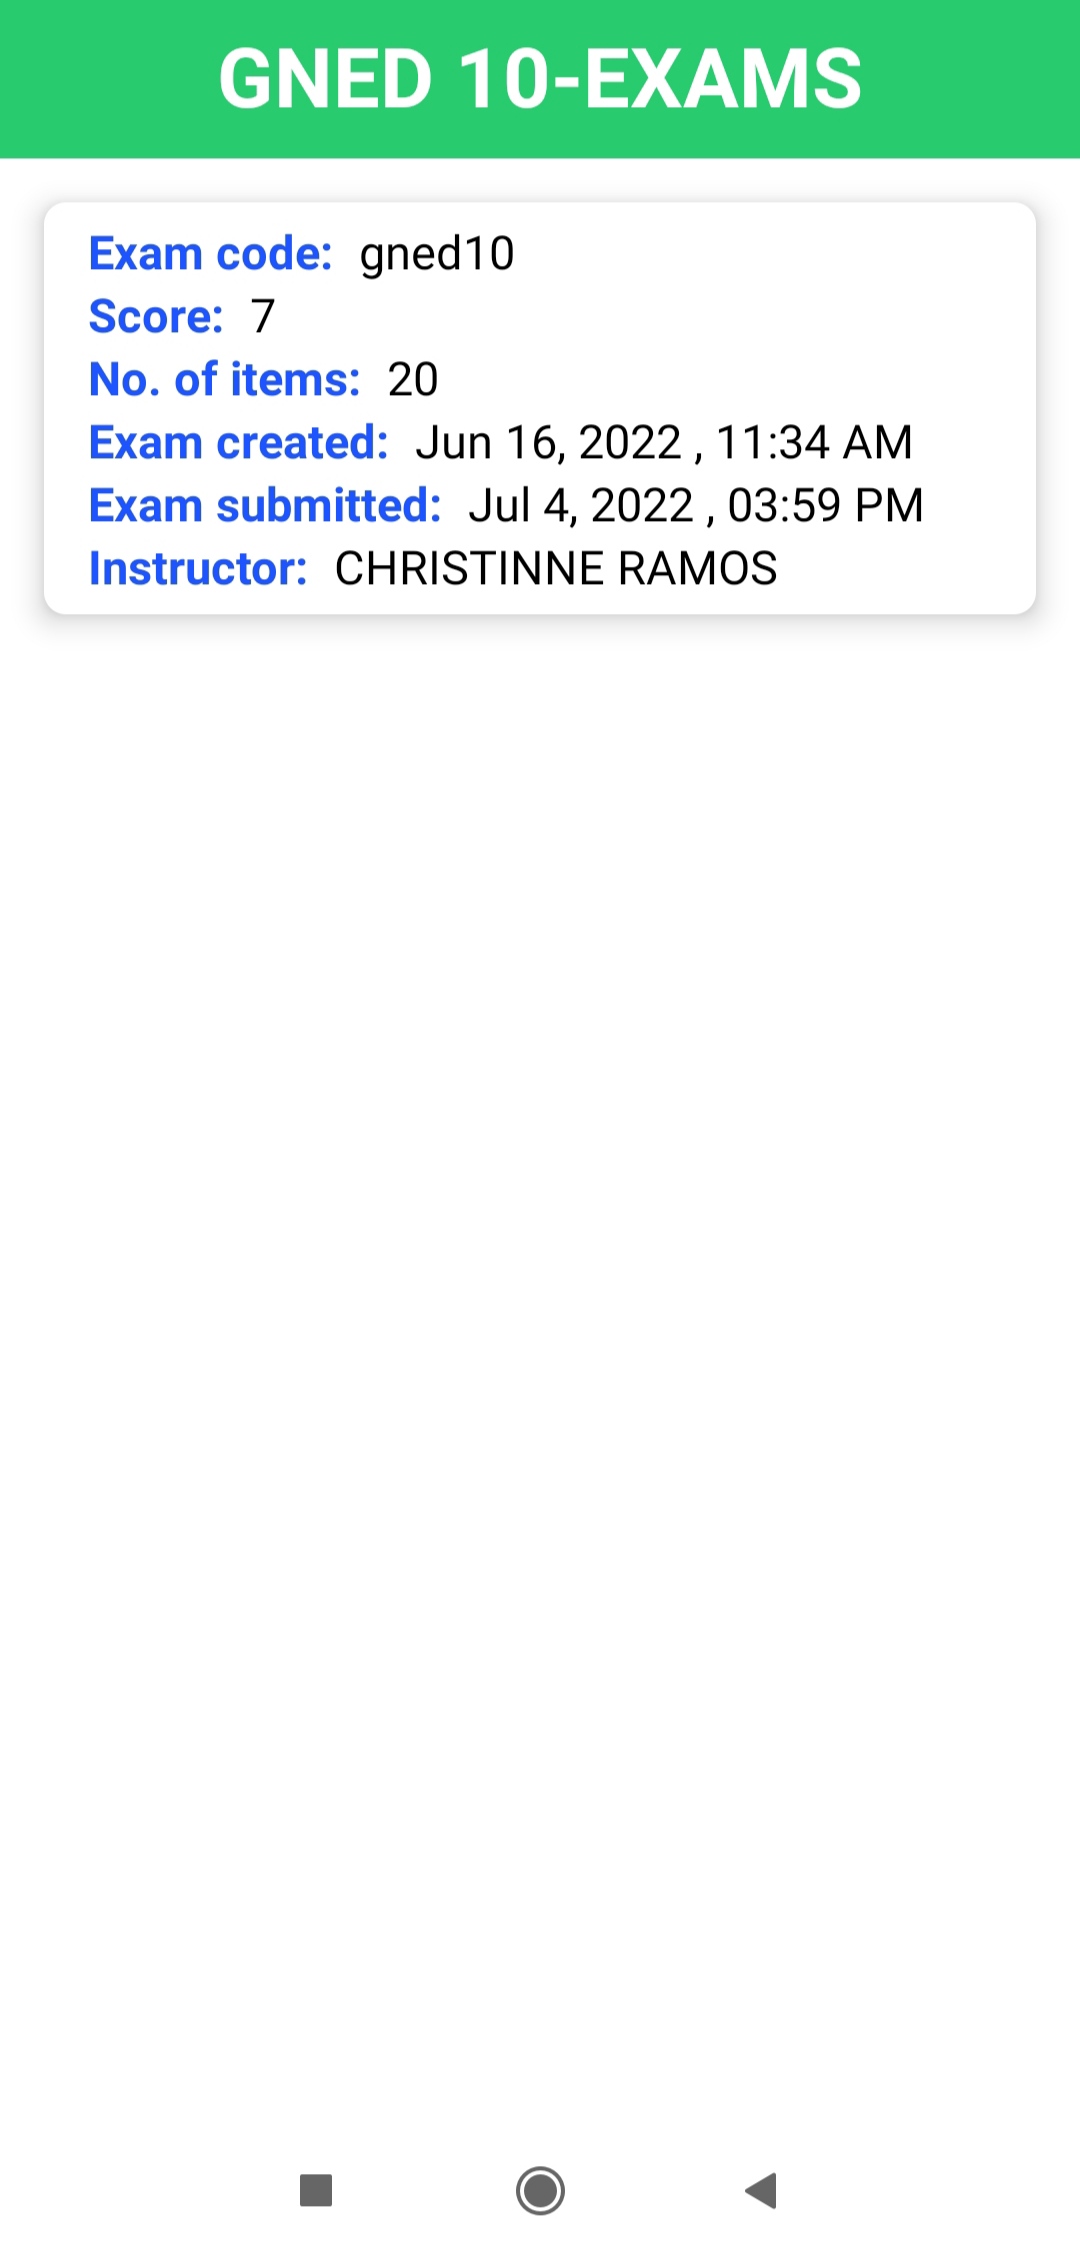 GNED 10-EXAMS
Exam code: gned10
Score: 7
No. of items: 20
Exam created: Jun 16, 2022 , 11:34 AM
Exam submitted: Jul 4, 2022 , 03:59 PM
Instructor: CHRISTINNE RAMOS